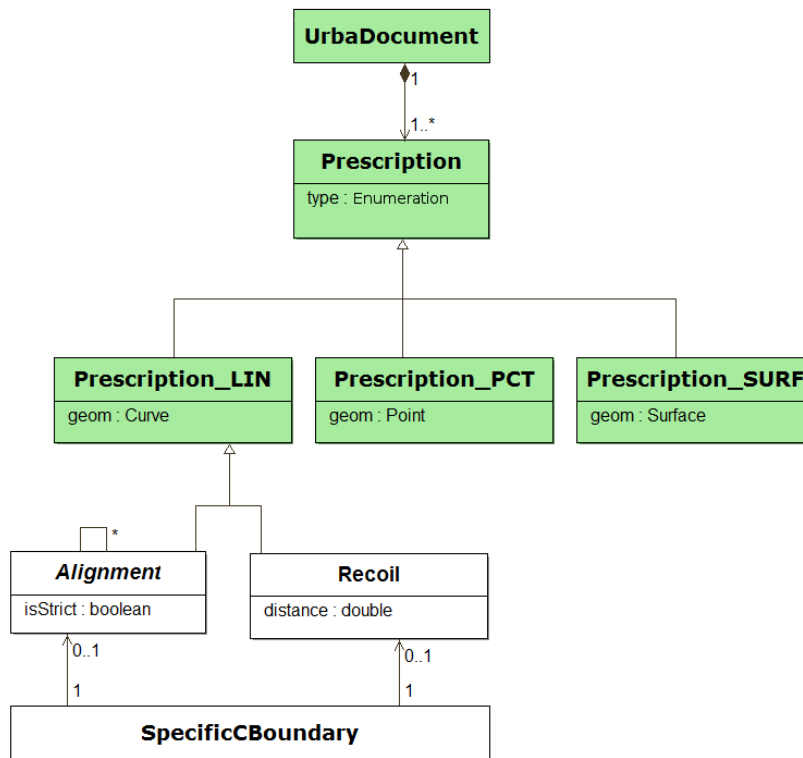 UrbaDocument
1
1..*
Prescription
type : Enumeration
Prescription_LIN
geom : Curve
Prescription_PCT
geom : Point
Prescription_SURF
geom : Surface
*
Alignment
isStrict : boolean
Recoil
distance : double
0..1
0..1
1
1
SpecificCBoundary